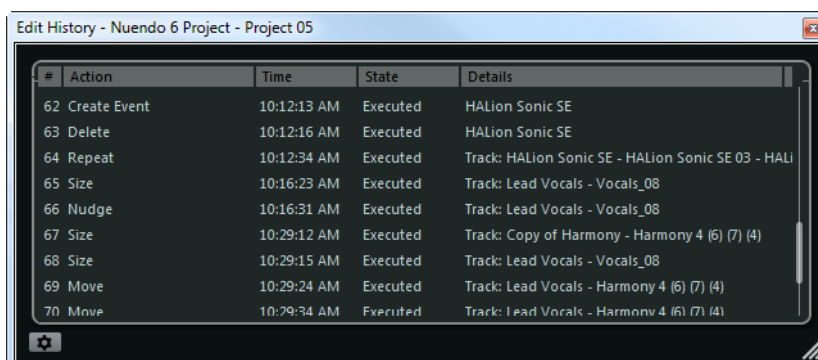 Edit History - Nuendo 6 Project - Project 05
# Action Time State Details
62 Create Event 10:12:13 AM Executed HALion Sonic SE
63 Delete 10:12:16 AM Executed HALion Sonic SE
64 Repeat 10:12:34 AM Executed Track: HALion Sonic SE - HALion Sonic SE 03 - HALi
65 Size 10:16:23 AM Executed Track: Lead Vocals - Vocals_08
66 Nudge 10:16:31 AM Executed Track: Lead Vocals - Vocals_08
67 Size 10:29:12 AM Executed Track: Copy of Harmony - Harmony 4 (6) (7) (4)
68 Size 10:29:15 AM Executed Track: Lead Vocals - Vocals_08
69 Move 10:29:24 AM Executed Track: Lead Vocals - Harmony 4 (6) (7) (4)
70 Move 10:29:34 AM Executed Track: Lead Vocals - Harmony 4 (6) (7) (4)